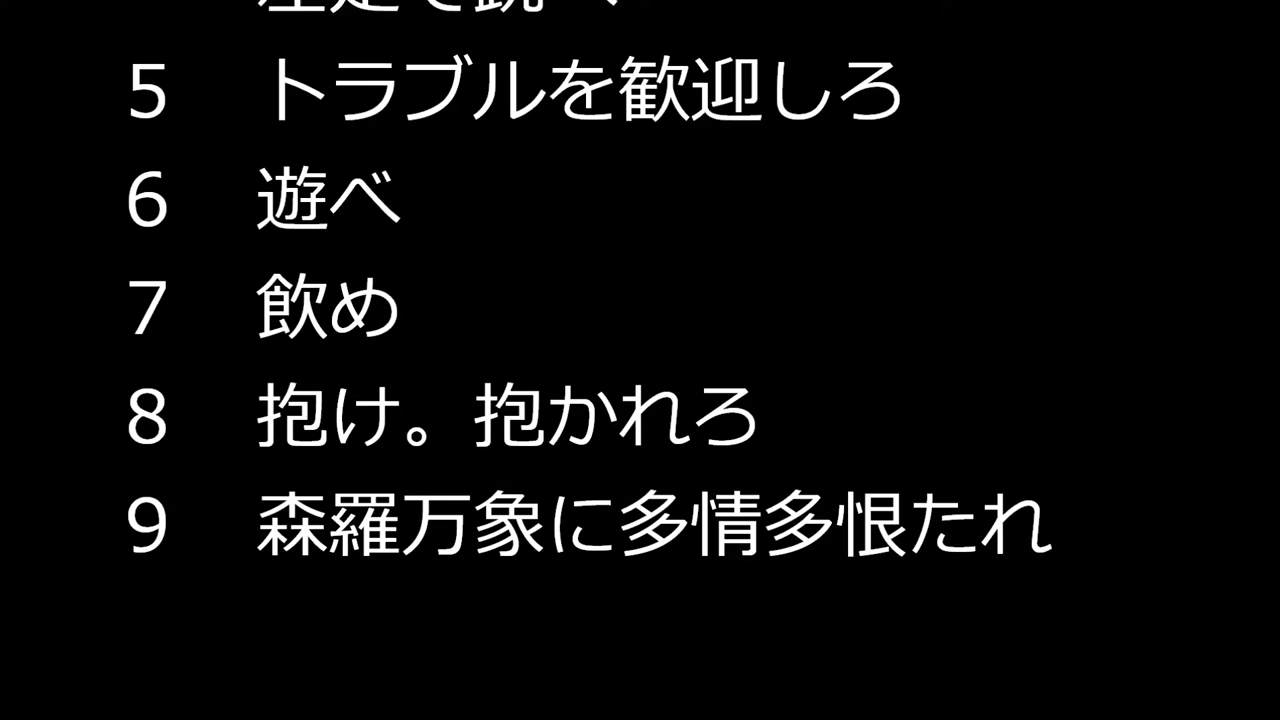 5 トラブルを歓迎しろ
6 遊べ
7 飲め
8 抱け。抱かれろ
9 森羅万象に多情多恨たれ